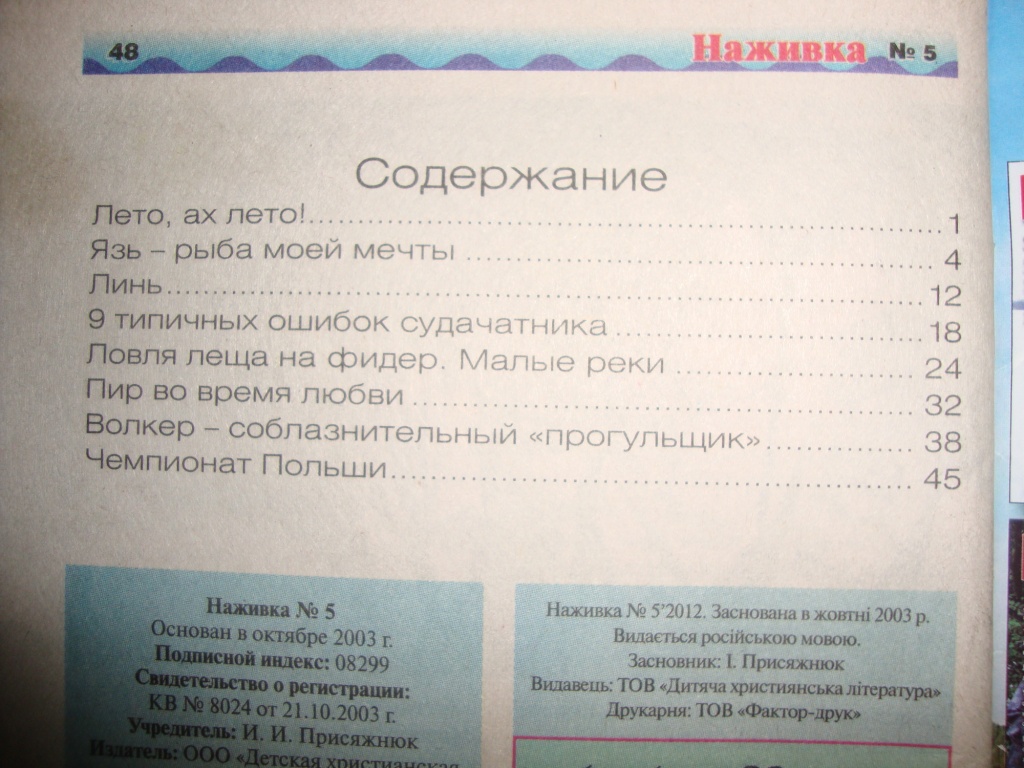 48
Наживка № 5
Содержание
Лето, ах лето!........ 1
Язь – рыба моей мечты ........ 4
Линь........ 12
9 типичных ошибок судачатника ........ 18
Ловля леща на фидер. Малые реки ........ 24
Пир во время любви ........ 32
Волкер – соблазнительный «прогульщик»........ 38
Чемпионат Польши........ 45
Наживка № 5
Основан в октябре 2003 г.
Подписной индекс: 08299
Свидетельство о регистрации:
КВ № 8024 от 21.10.2003 г.
Учредитель: И. И. Присяжнюк
Издатель: ООО «Детская христианская
Наживка № 5’2012. Заснована в жовтні 2003 р.
Видається російською мовою.
Засновник: І. Присяжнюк
Видавець: ТОВ «Дитяча християнська література»
Друкарня: ТОВ «Фактор-друк»